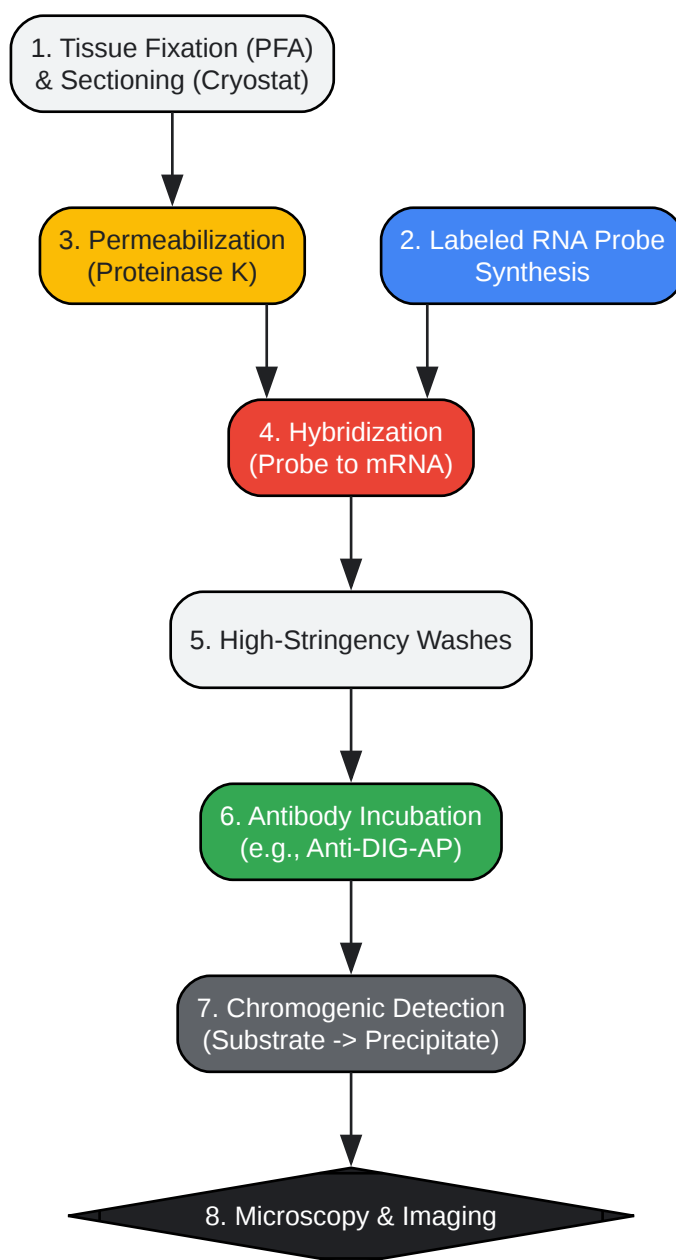 1. Tissue Fixation (PFA)
& Sectioning (Cryostat)
3. Permeabilization
(Proteinase K)
2. Labeled RNA Probe
Synthesis
4. Hybridization
(Probe to mRNA)
5. High-Stringency Washes
6. Antibody Incubation
(e.g., Anti-DIG-AP)
7. Chromogenic Detection
(Substrate -> Precipitate)
8. Microscopy & Imaging